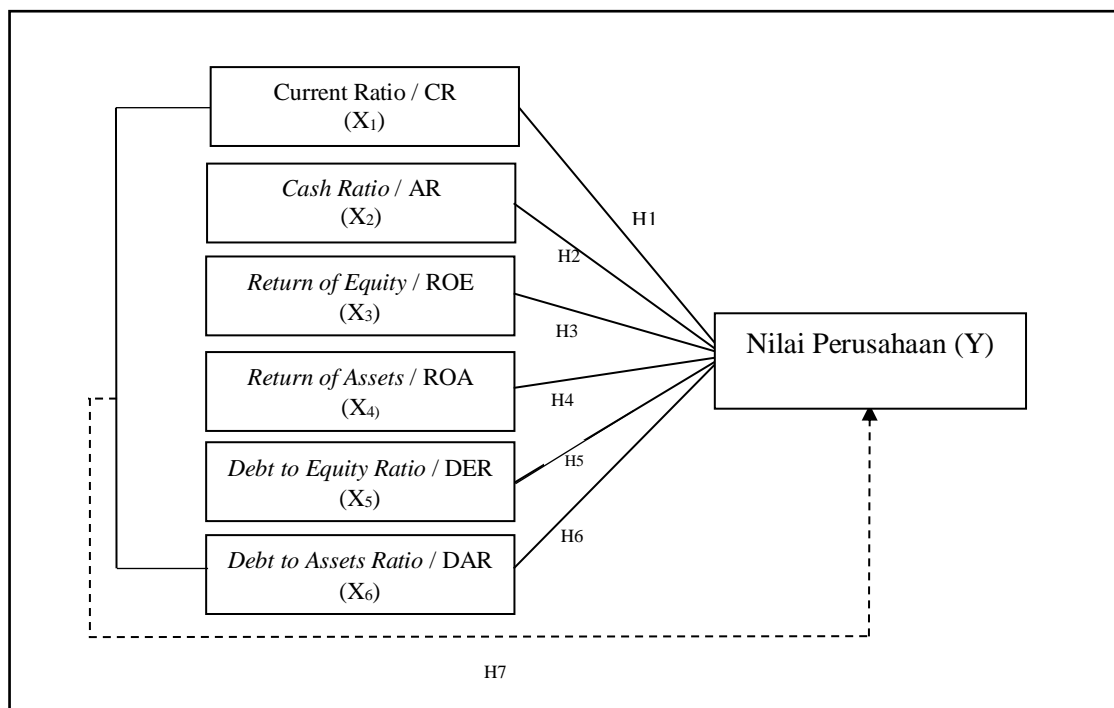 Current Ratio / CR
(X1)
Cash Ratio / AR
(X2)
Return of Equity / ROE
(X3)
Return of Assets / ROA
(X4)
Debt to Equity Ratio / DER
(X5)
Debt to Assets Ratio / DAR
(X6)
H1
H2
H3
H4
H5
H6
Nilai Perusahaan (Y)
H7